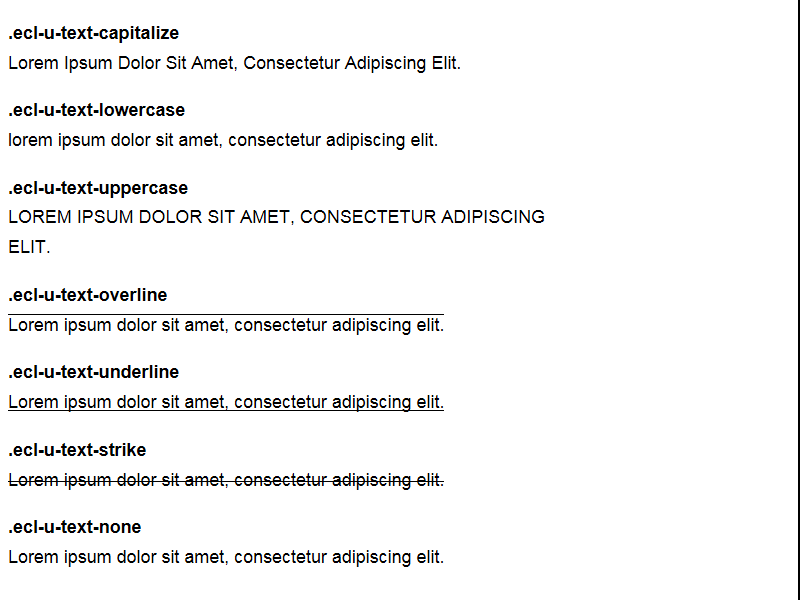 .ecl-u-text-capitalize
Lorem Ipsum Dolor Sit Amet, Consectetur Adipiscing Elit.
.ecl-u-text-lowercase
lorem ipsum dolor sit amet, consectetur adipiscing elit.
.ecl-u-text-uppercase
LOREM IPSUM DOLOR SIT AMET, CONSECTETUR ADIPISCING
ELIT.
.ecl-u-text-overline
Lorem ipsum dolor sit amet, consectetur adipiscing elit.
.ecl-u-text-underline
Lorem ipsum dolor sit amet, consectetur adipiscing elit.
.ecl-u-text-strike
Lorem ipsum dolor sit amet, consectetur adipiscing elit.
.ecl-u-text-none
Lorem ipsum dolor sit amet, consectetur adipiscing elit.